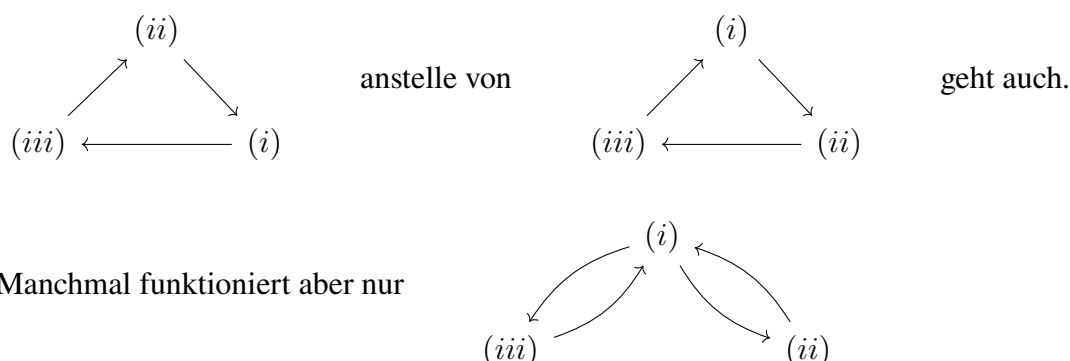 (ii) (i)
anstelle von geht auch.
(iii) (i) (iii) (ii)
(i)
Manchmal funktioniert aber nur
(iii) (ii)